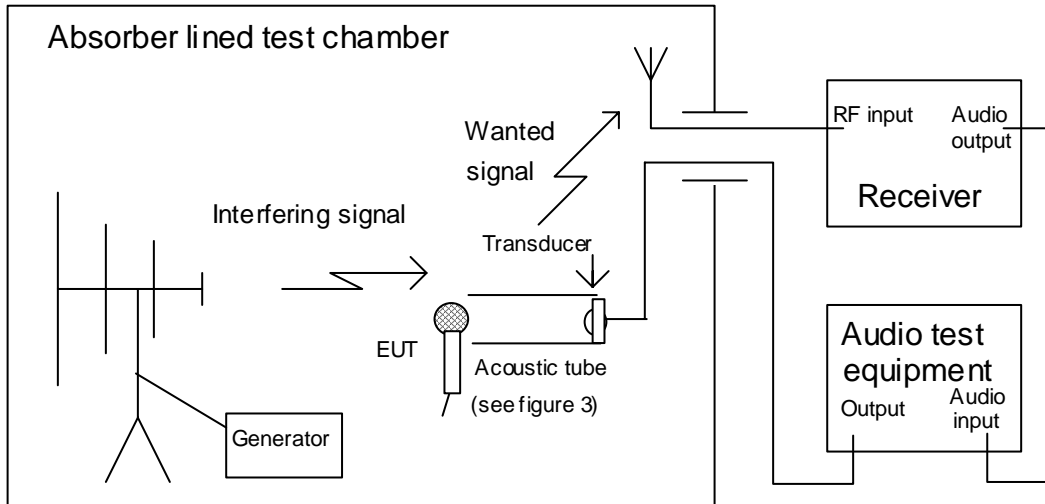 Absorber lined test chamber
Wanted
signal
Interfering signal
Transducer
EUT
Acoustic tube
(see figure 3)
Generator
RF input
Audio
output
Receiver
Audio test
equipment
Output
Audio
input